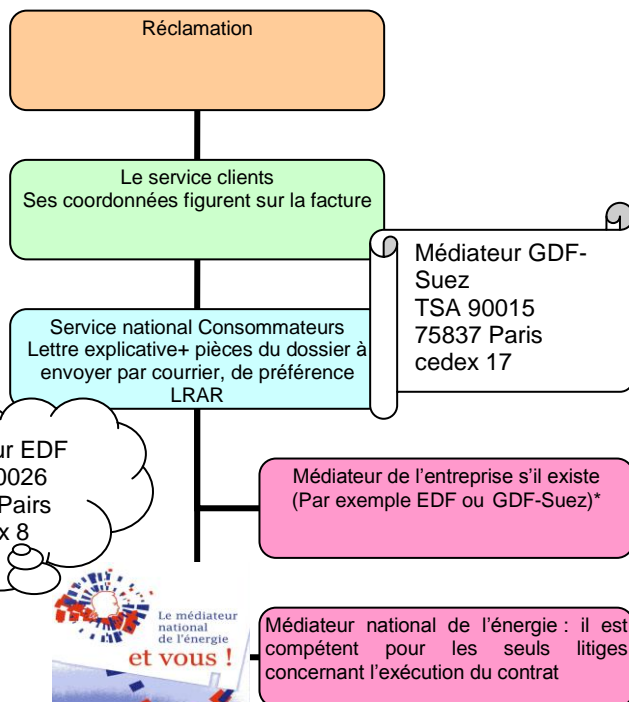 Réclamation
Le service clients
Ses coordonnées figurent sur la facture
Médiateur GDF-
Suez
TSA 90015
75837 Paris
cedex 17
Service national Consommateurs
Lettre explicative+ pièces du dossier à
envoyer par courrier, de préférence
LRAR
EDF
Pairs
8
Médiateur de l'entreprise s'il existe
(Par exemple EDF ou GDF-Suez)*
Le médiateur
national
de l'énergie
et vous !
Médiateur national de l'énergie : il est
compétent pour les seuls litiges
concernant l'exécution du contrat